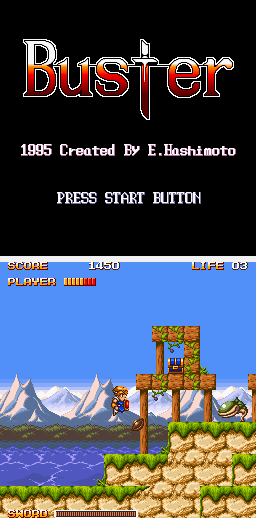 Buster
1995 Created By E.Hashimoto
PRESS START BUTTON
SCORE 1450 LIFE 03
PLAYER
SWORD